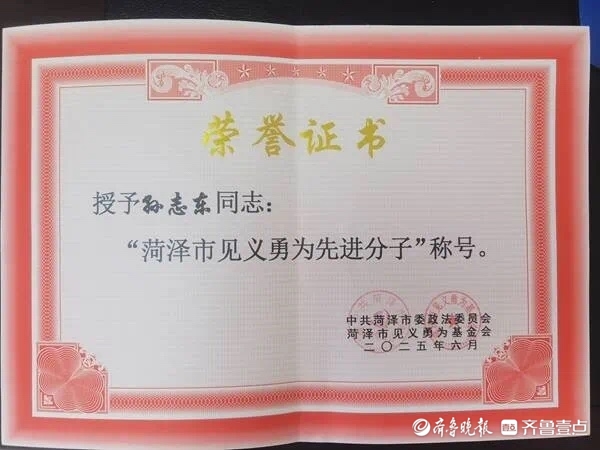 荣誉证书
授予孙志东同志：
“菏泽市见义勇为先进分子”称号。
中共菏泽市委政法委员会
菏泽市见义勇为基金会
二〇二五年六月
齐鲁晚报 齐鲁壹点